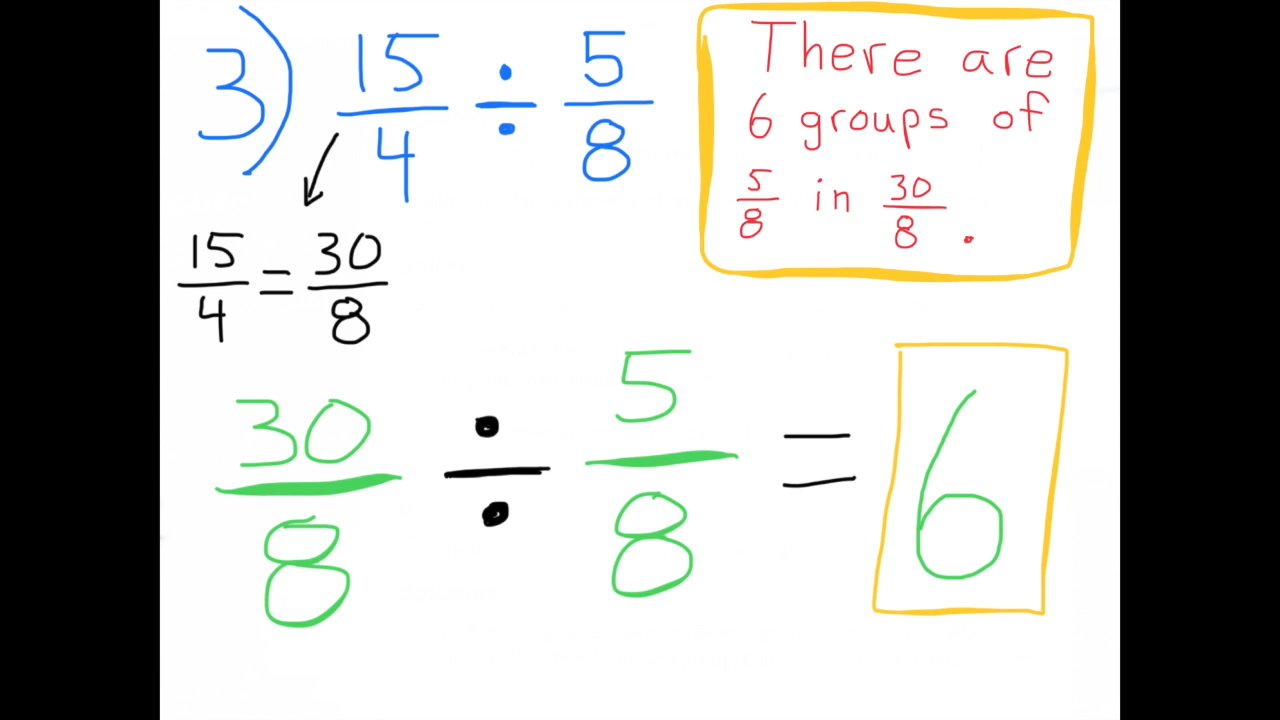 3) 15/4 ÷ 5/8
There are
6 groups of
5/8 in 30/8 .
15/4 = 30/8
30/8 ÷ 5/8 = 6